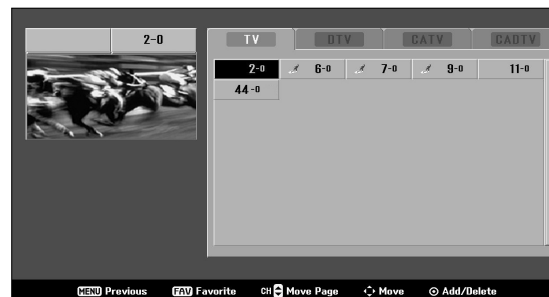 2-0
TV DTV CATV CADTV
2-0 6-0 7-0 9-0 11-0
44-0
MENU Previous FAV Favorite CH Move Page Move Add/Delete